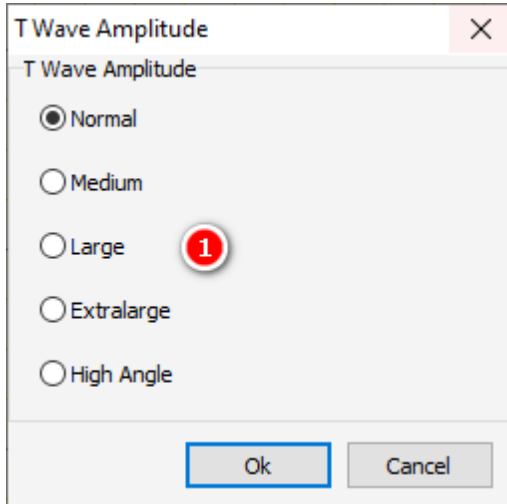 T Wave Amplitude
T Wave Amplitude
Normal
Medium
Large 1
Extralarge
High Angle
Ok Cancel